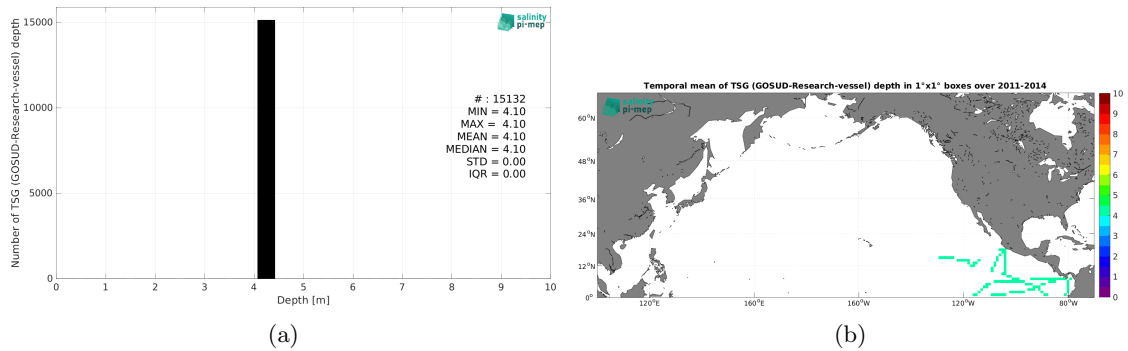 salinity
pi-mep
Number of TSG (GOSUD-Research-vessel) depth
15000
10000
5000
0
# : 15132
MIN = 4.10
MAX = 4.10
MEAN = 4.10
MEDIAN = 4.10
STD = 0.00
IQR = 0.00
0 1 2 3 4 5 6 7 8 9 10
Depth [m]
(a)
Temporal mean of TSG (GOSUD-Research-vessel) depth in 1°x1° boxes over 2011-2014
salinity
pi-mep
60°N
48°N
36°N
24°N
12°N
0°
120°E 160°E 160°W 120°W 80°W
10
9
8
7
6
5
4
3
2
1
0
(b)